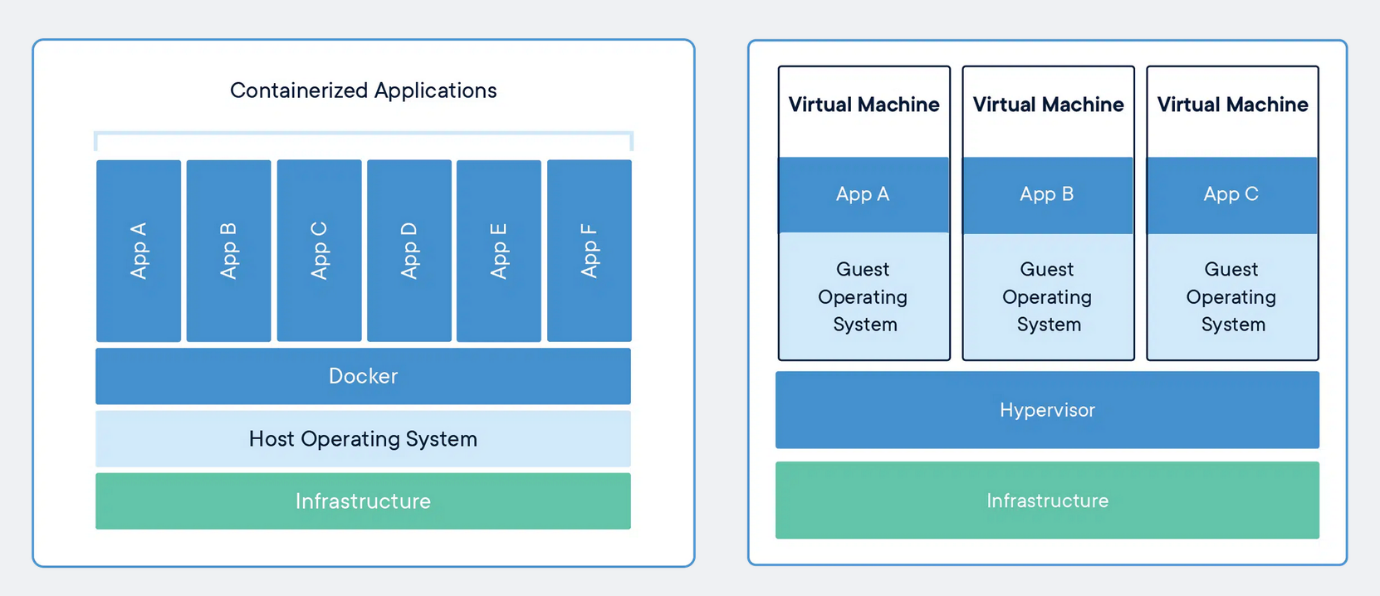 Containerized Applications
App A
App B
App C
App D
App E
App F
Docker
Host Operating System
Infrastructure
Virtual Machine
App A
Guest
Operating
System
Virtual Machine
App B
Guest
Operating
System
Virtual Machine
App C
Guest
Operating
System
Hypervisor
Infrastructure